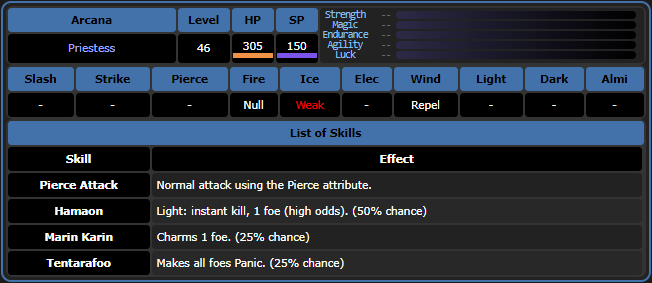 Arcana Level HP SP
Priestess 46 305 150
Strength --
Magic --
Endurance --
Agility --
Luck --
Slash Strike Pierce Fire Ice Elec Wind Light Dark Almi
- - - Null Weak - Repel - - -
List of Skills
Skill Effect
Pierce Attack Normal attack using the Pierce attribute.
Hamaon Light: instant kill, 1 foe (high odds). (50% chance)
Marin Karin Charms 1 foe. (25% chance)
Tentarafoo Makes all foes Panic. (25% chance)